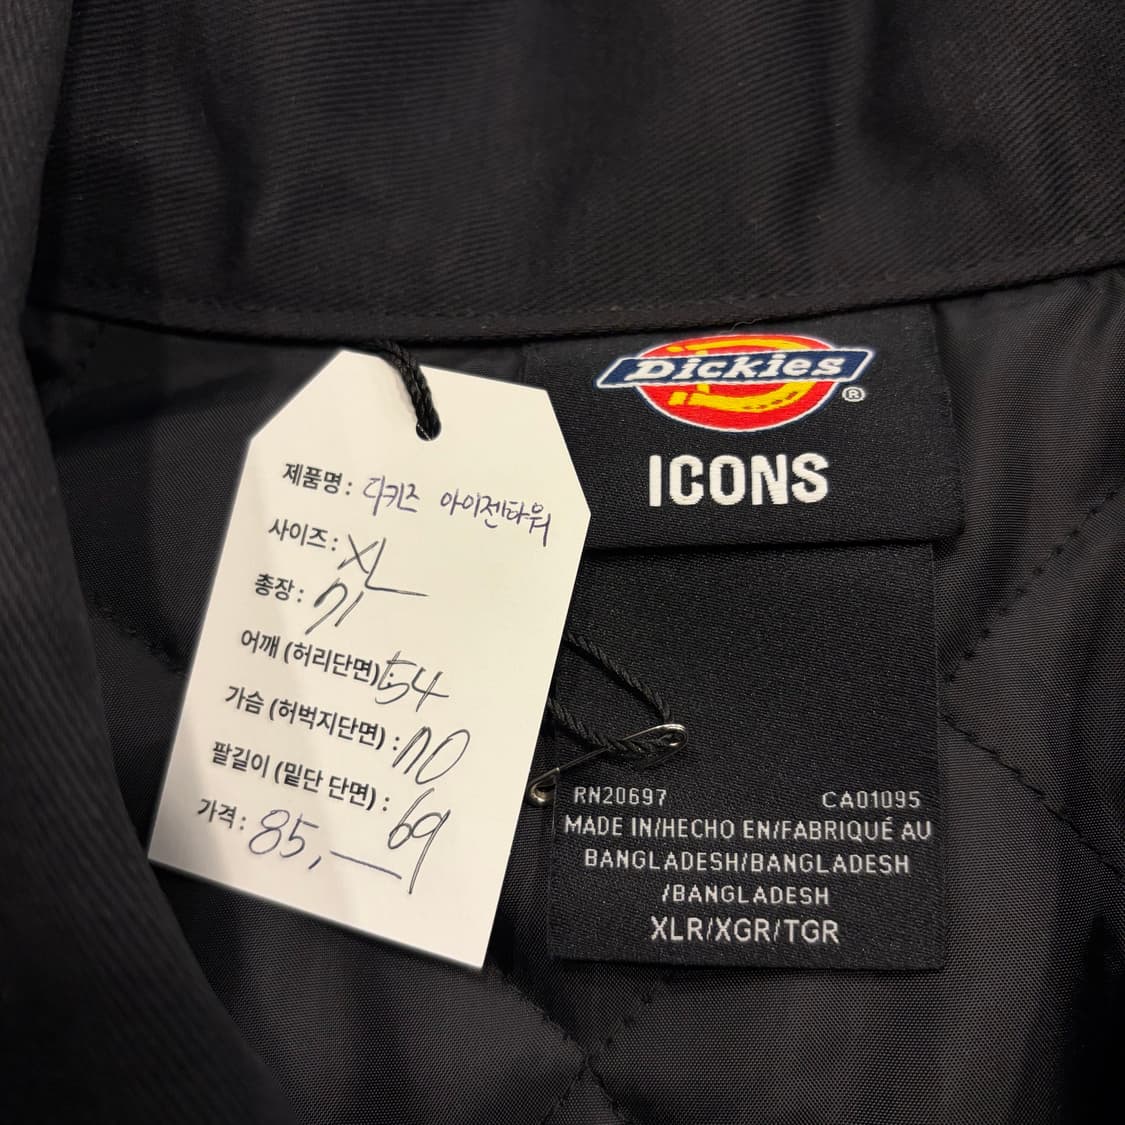 제품명: 디키즈 아이젠하워
사이즈: XL
총장: 71
어깨 (허리단면): 54
가슴 (허벅지단면) : 70
팔길이 (밑단 단면) : 69
가격: 85,—
Dickies®
ICONS
RN20697 CA01095
MADE IN/HECHO EN/FABRIQUÉ AU
BANGLADESH/BANGLADESH
/BANGLADESH
XLR/XGR/TGR